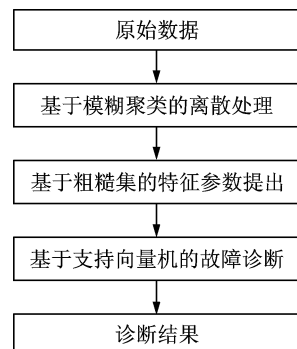 原始数据
基于模糊聚类的离散处理
基于粗糙集的特征参数提出
基于支持向量机的故障诊断
诊断结果